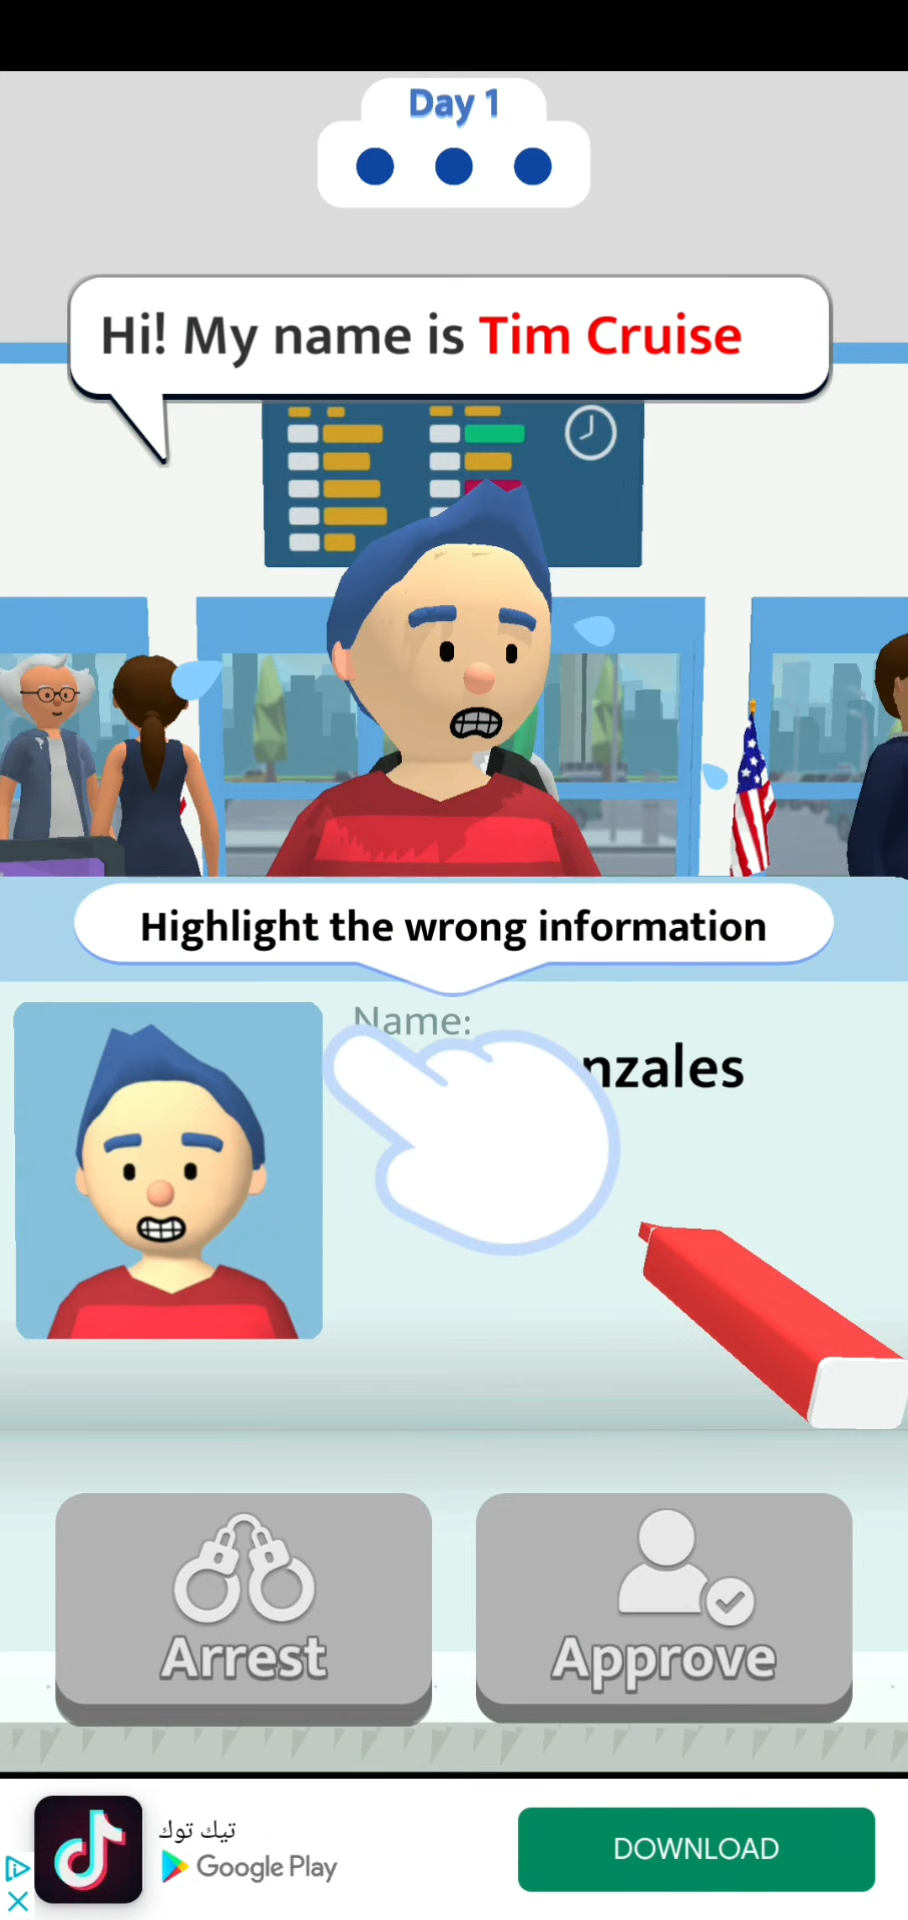 Day 1
Hi! My name is Tim Cruise
Highlight the wrong information
Name:
nzales
Arrest
Approve
تيك توك
Google Play
DOWNLOAD